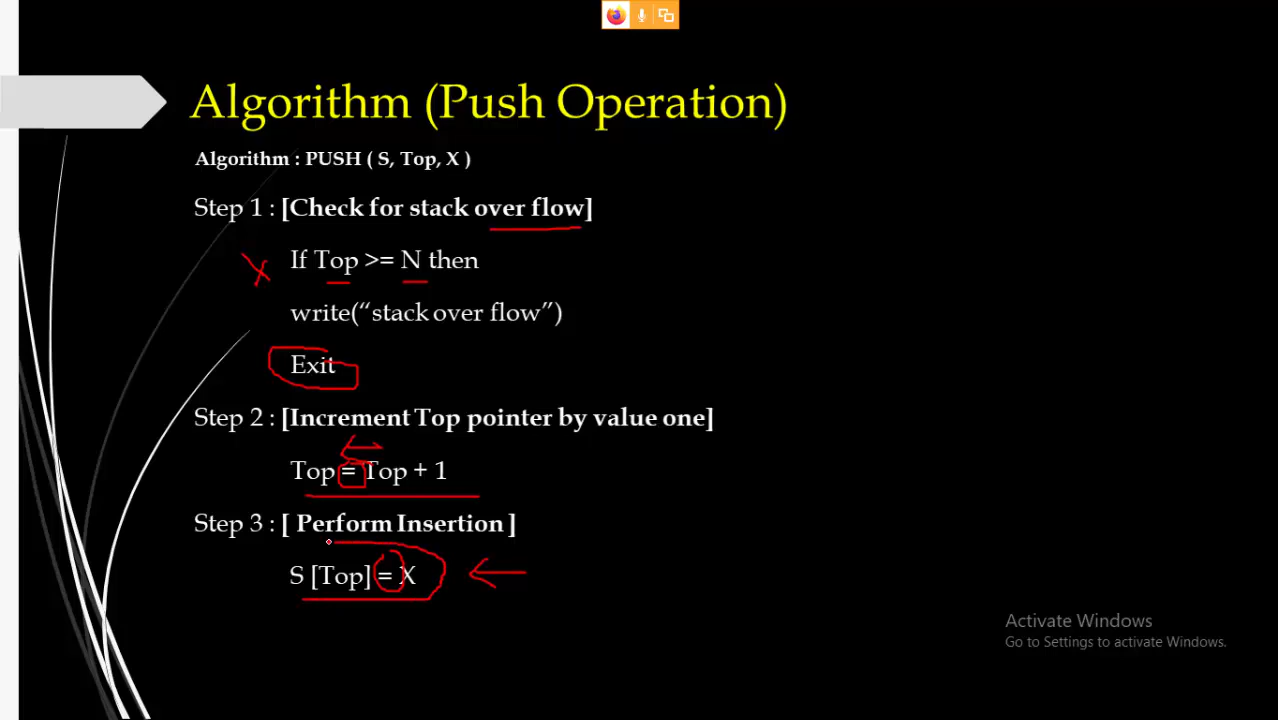 Algorithm (Push Operation)
Algorithm : PUSH ( S, Top, X )
Step 1 : [Check for stack over flow]
If Top >= N then
write(“stack over flow”)
Exit
Step 2 : [Increment Top pointer by value one]
Top = Top + 1
Step 3 : [ Perform Insertion ]
S [Top] = X
Activate Windows
Go to Settings to activate Windows.